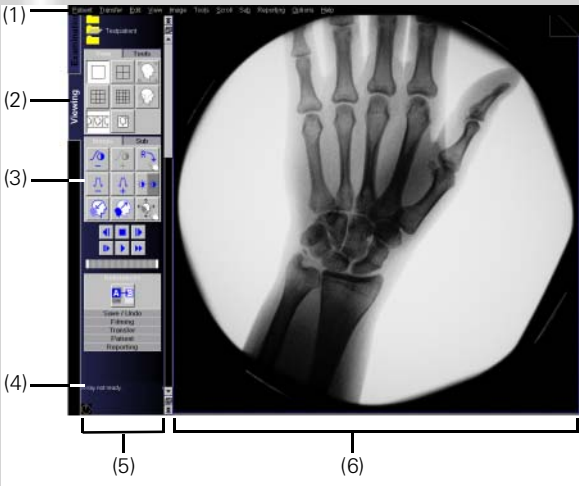 (1)
Patient Transfer Edit View Image Tools Scroll Sub Reporting Options Help
Testpatient
Tools
(2)
Viewing
Sub
(3)
Save / Undo
Filming
Transfer
Patient
Reporting
(4)
(5)
(6)